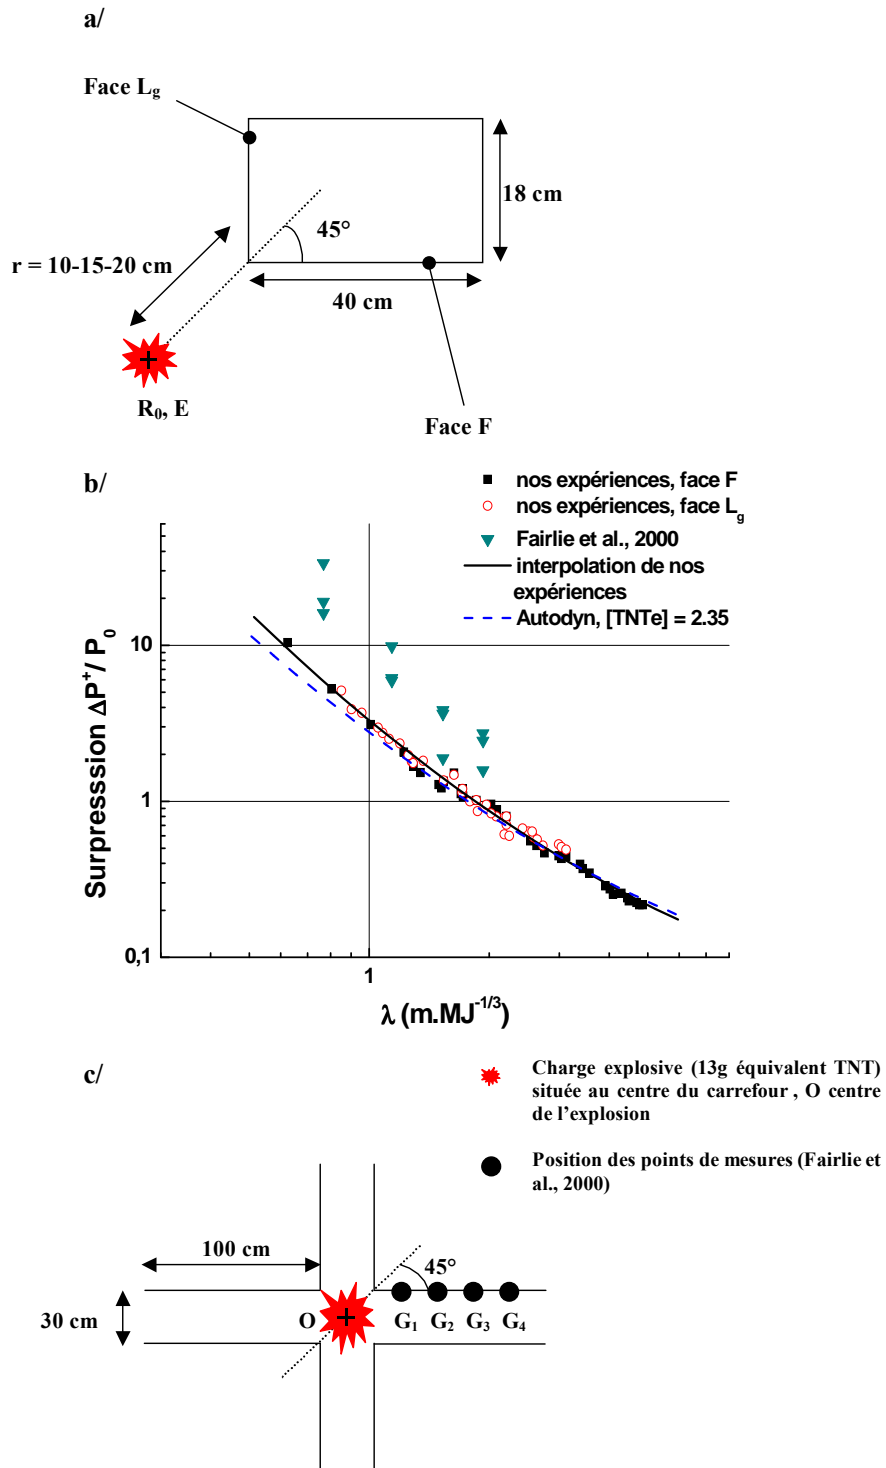 a/
Face Lg
18 cm
45°
r = 10-15-20 cm
40 cm
R0, E
Face F
b/
nos expériences, face F
nos expériences, face Lg
Fairlie et al., 2000
interpolation de nos
expériences
Autodyn, [TNTe] = 2.35
10
1
0,1
Surpresssion ΔP+/ P0
1
λ (m.MJ-1/3)
c/
Charge explosive (13g équivalent TNT)
située au centre du carrefour , O centre
de l'explosion
Position des points de mesures (Fairlie et
al., 2000)
100 cm
45°
30 cm
O
G1 G2 G3 G4